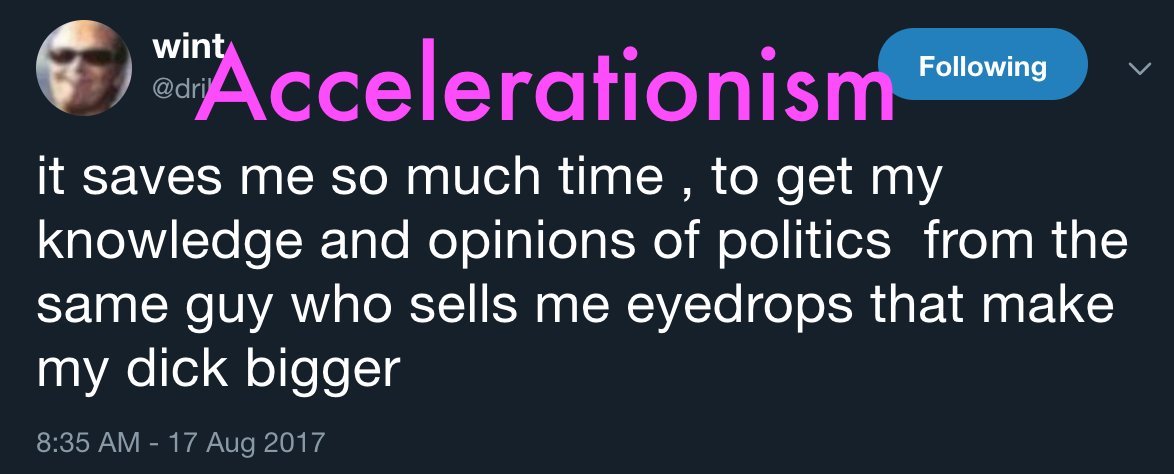 wint
@dri
Accelerationism
Following
it saves me so much time , to get my
knowledge and opinions of politics  from the
same guy who sells me eyedrops that make
my dick bigger
8:35 AM - 17 Aug 2017